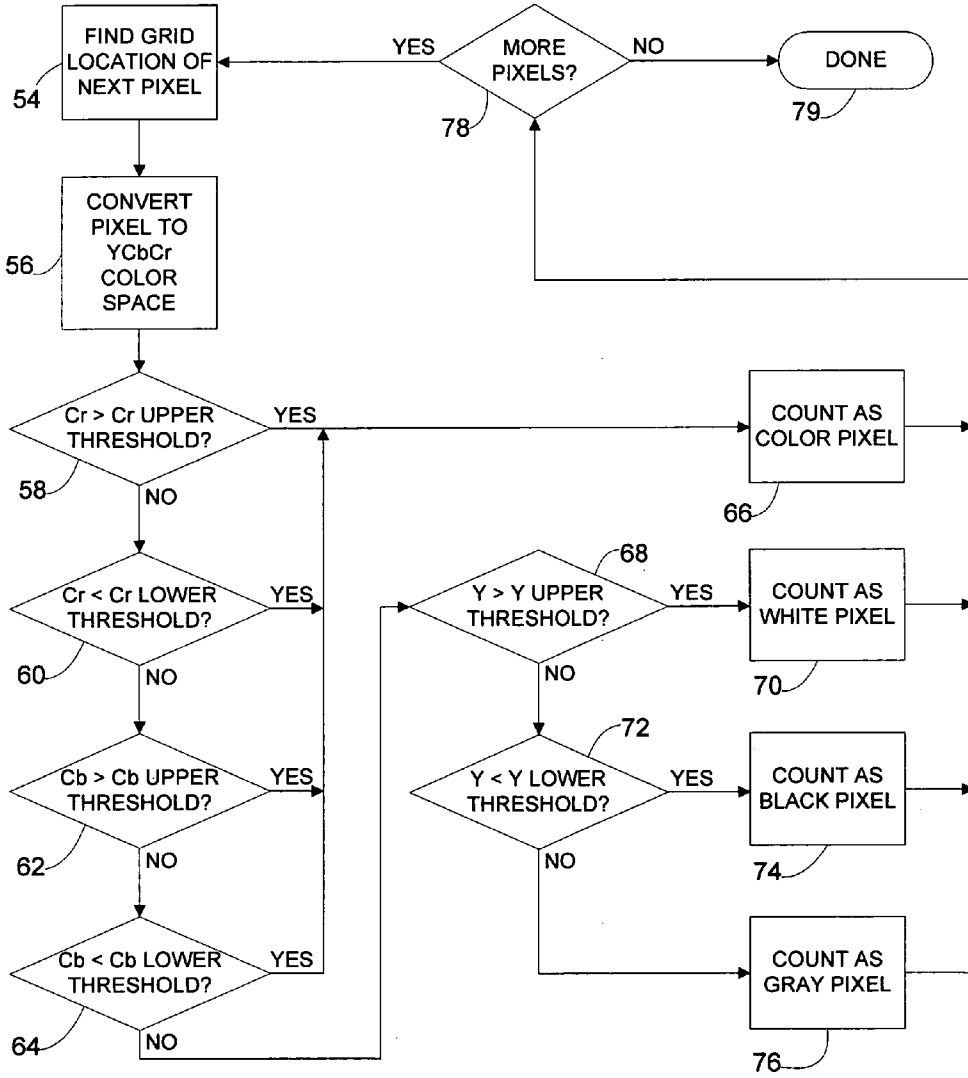 FIND GRID
LOCATION OF
NEXT PIXEL
54
YES
MORE
PIXELS?
78
NO
DONE
79
CONVERT
PIXEL TO
YCbCr
COLOR
SPACE
56
Cr > Cr UPPER
THRESHOLD?
58
YES
NO
COUNT AS
COLOR PIXEL
66
Cr < Cr LOWER
THRESHOLD?
60
YES
NO
Y > Y UPPER
THRESHOLD?
68
YES
NO
COUNT AS
WHITE PIXEL
70
Cb > Cb UPPER
THRESHOLD?
62
YES
NO
Y < Y LOWER
THRESHOLD?
72
YES
NO
COUNT AS
BLACK PIXEL
74
Cb < Cb LOWER
THRESHOLD?
64
YES
NO
COUNT AS
GRAY PIXEL
76